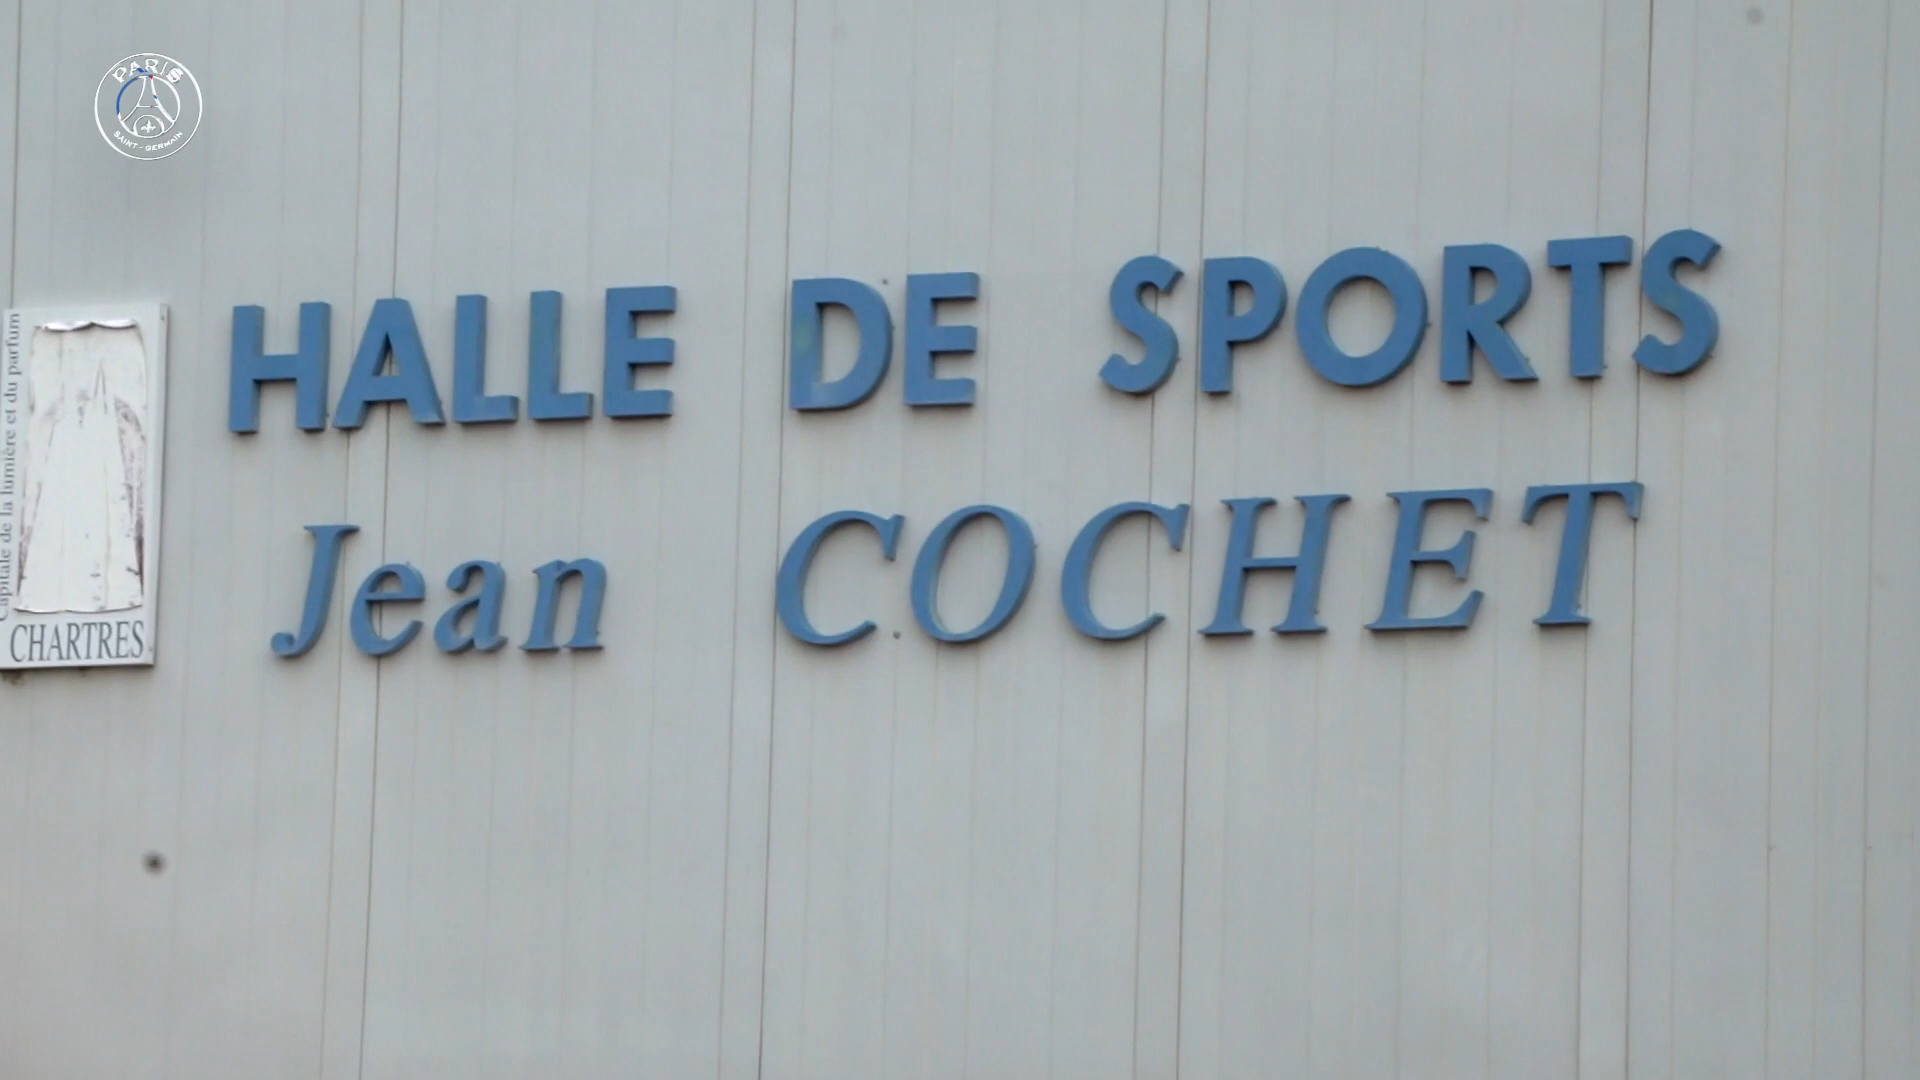 PARIS
SAINT-GERMAIN
HALLE DE SPORTS
Jean COCHET
Capitale de la lumière et du parfum
CHARTRES